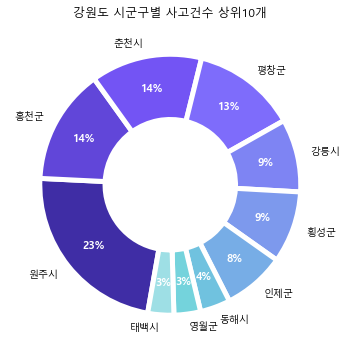 강원도 시군구별 사고건수 상위10개
춘천시
14%
평창군
13%
홍천군
14%
강릉시
9%
횡성군
9%
원주시
23%
인제군
8%
태백시
3%
영월군
3%
동해시
4%